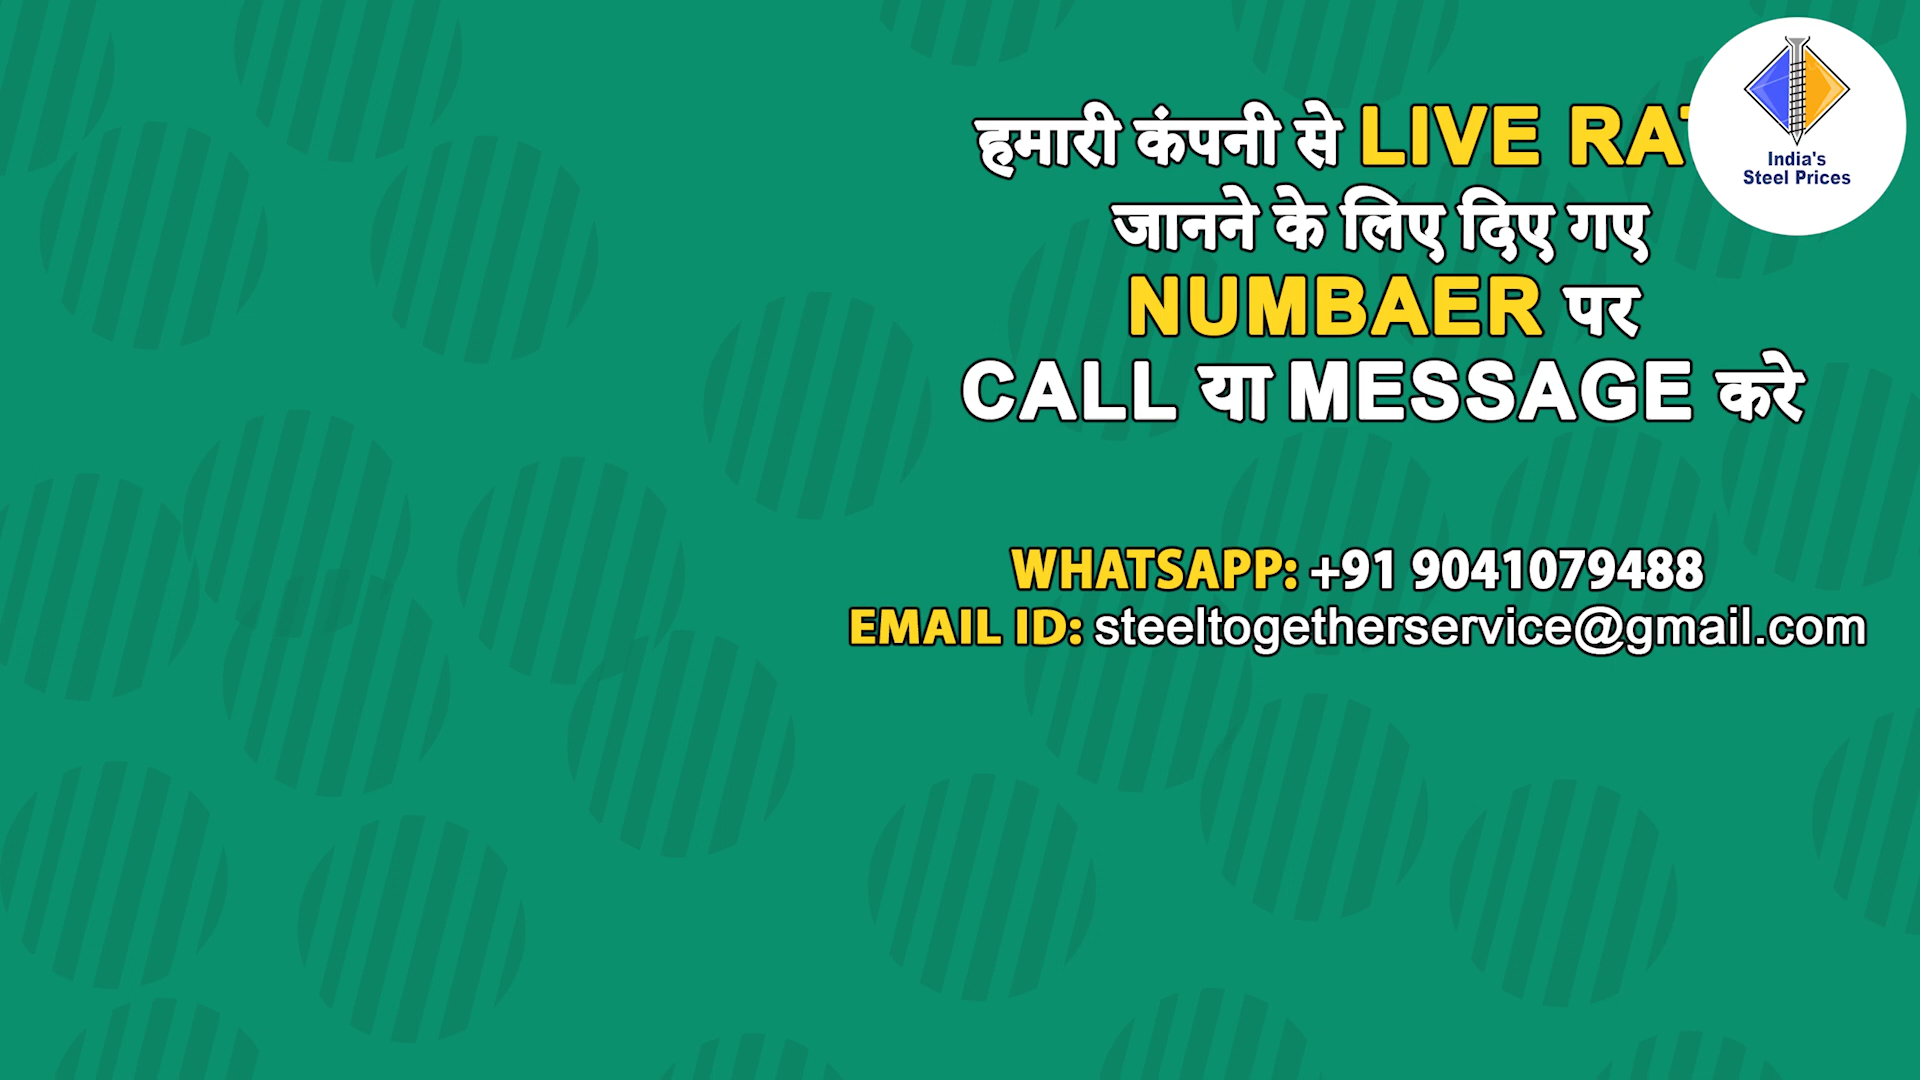 हमारी कंपनी से LIVE
जानने के लिए दिए गए
NUMBAER पर
CALL या MESSAGE करे
WHATSAPP: +91 9041079488
EMAIL ID: steeltogetherservice@gmail.com
India's
Steel Prices